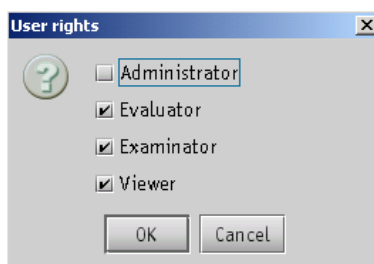 User rights
Administrator
Evaluator
Examinator
Viewer
OK Cancel